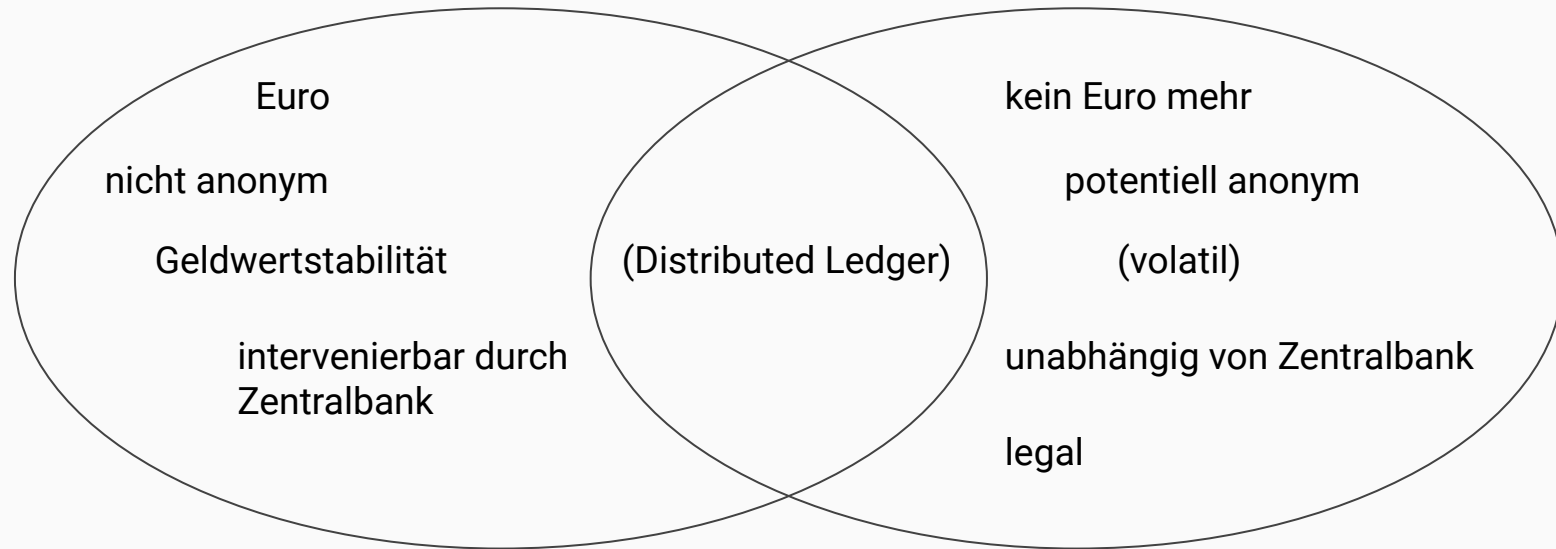 Euro
kein Euro mehr
nicht anonym
potentiell anonym
Geldwertstabilität
(Distributed Ledger)
(volatil)
intervenierbar durch
Zentralbank
unabhängig von Zentralbank
legal